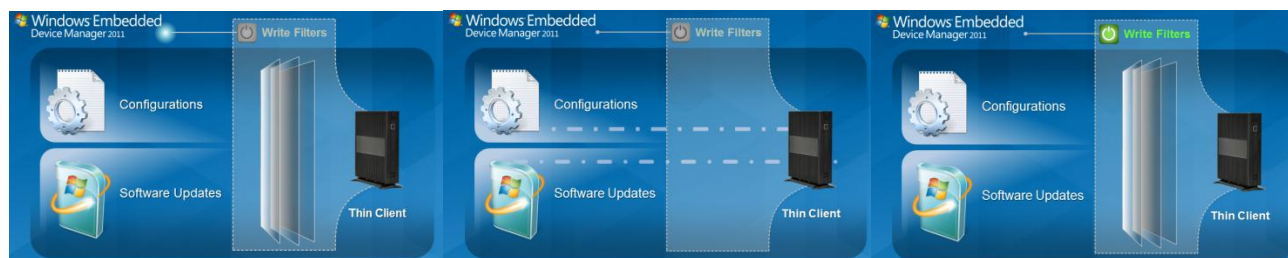 Windows Embedded
Device Manager 2011
Write Filters
Configurations
Software Updates
Thin Client
Windows Embedded
Device Manager 2011
Write Filters
Configurations
Software Updates
Thin Client
Windows Embedded
Device Manager 2011
Write Filters
Configurations
Software Updates
Thin Client